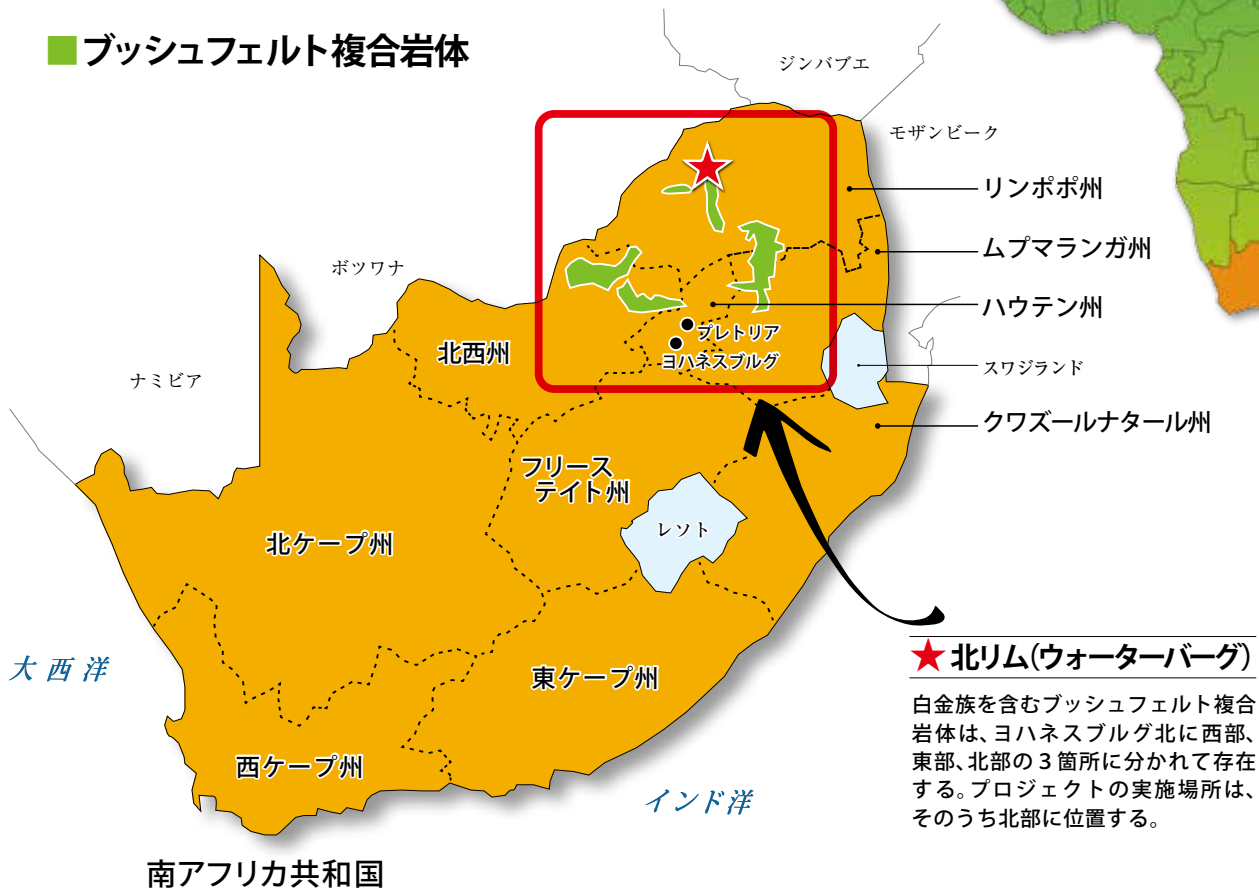 ■ブッシュフェルト複合岩体
ジンバブエ
モザンビーク
リンポポ州
ムプマランガ州
ボツワナ
ハウテン州
プレトリア
北西州
ヨハネスブルグ
スワジランド
ナミビア
クワズールナタール州
フリース
テイト州
レソト
北ケープ州
★北リム(ウォーターバーグ)
大西洋
東ケープ州
白金族を含むブッシュフェルト複合
岩体は、ヨハネスブルグ北に西部、
東部、北部の3箇所に分かれて存在
する。プロジェクトの実施場所は、
そのうち北部に位置する。
西ケープ州
インド洋
南アフリカ共和国